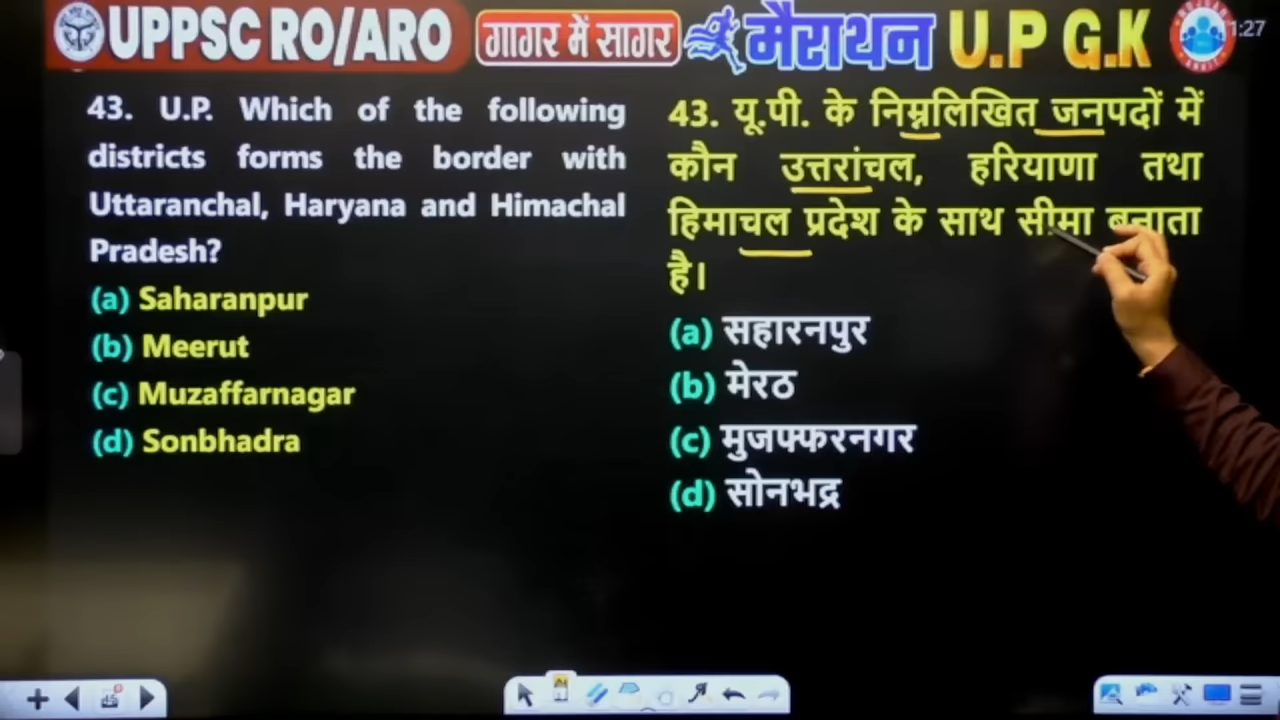 UPPSC RO/ARO गागर में सागर मैराथन U.P G.K 1:27
43. U.P. Which of the following
districts forms the border with
Uttaranchal, Haryana and Himachal
Pradesh?
(a) Saharanpur
(b) Meerut
(c) Muzaffarnagar
(d) Sonbhadra
43. यू.पी. के निम्नलिखित जनपदों में
कौन उत्तरांचल, हरियाणा तथा
हिमाचल प्रदेश के साथ सीमा बनाता
है।
(a) सहारनपुर
(b) मेरठ
(c) मुजफ्फरनगर
(d) सोनभद्र